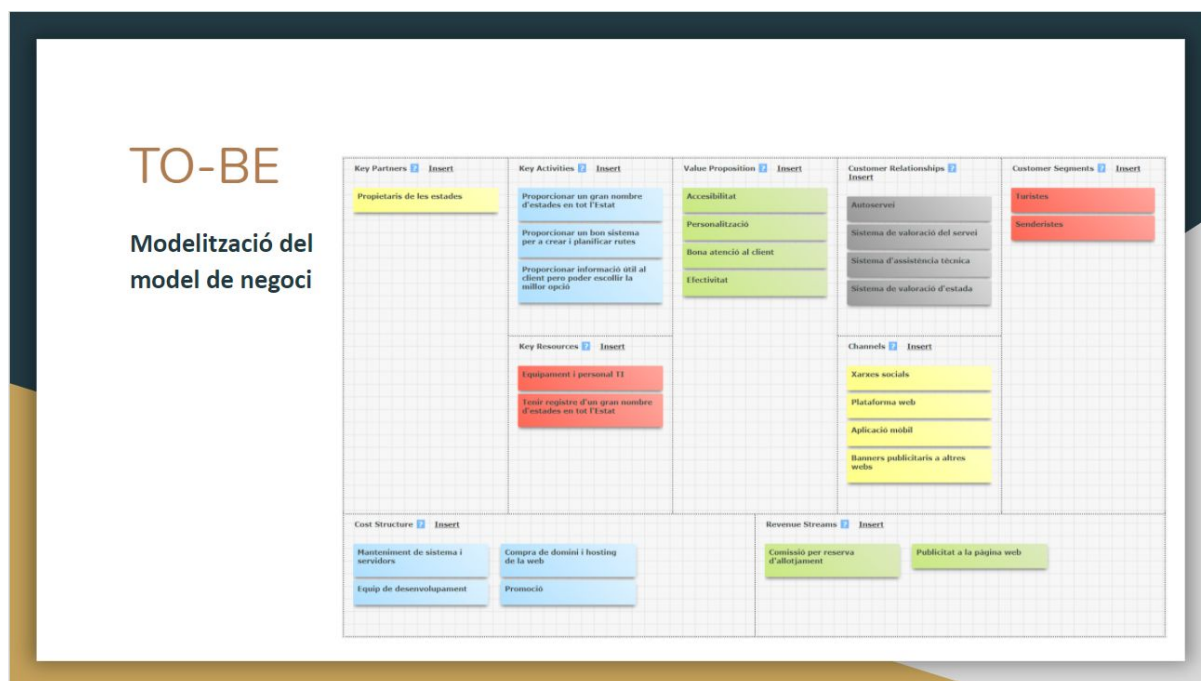 TO-BE
Modelització del
model de negoci
Key Partners ? Insert
Propietaris de les estades
Key Activities ? Insert
Proporcionar un gran nombre
d'estades en tot l'Estat
Proporcionar un bon sistema
per a crear i planificar rutes
Proporcionar informació útil al
client pero poder escollir la
millor opció
Key Resources ? Insert
Equipament i personal TI
Tenir registre d'un gran nombre
d'estades en tot l'Estat
Value Proposition ? Insert
Accesibilitat
Personalització
Bona atenció al client
Efectivitat
Customer Relationships ?
Insert
Autoservei
Sistema de valoració del servei
Sistema d'assistència tècnica
Sistema de valoració d'estada
Channels ? Insert
Xarxes socials
Plataforma web
Aplicació mòbil
Banners publicitaris a altres
webs
Customer Segments ? Insert
Turistes
Senderistes
Cost Structure ? Insert
Manteniment de sistema i
servidors
Compra de domini i hosting
de la web
Equip de desenvolupament
Promoció
Revenue Streams ? Insert
Comissió per reserva
d'allotjament
Publicitat a la pàgina web